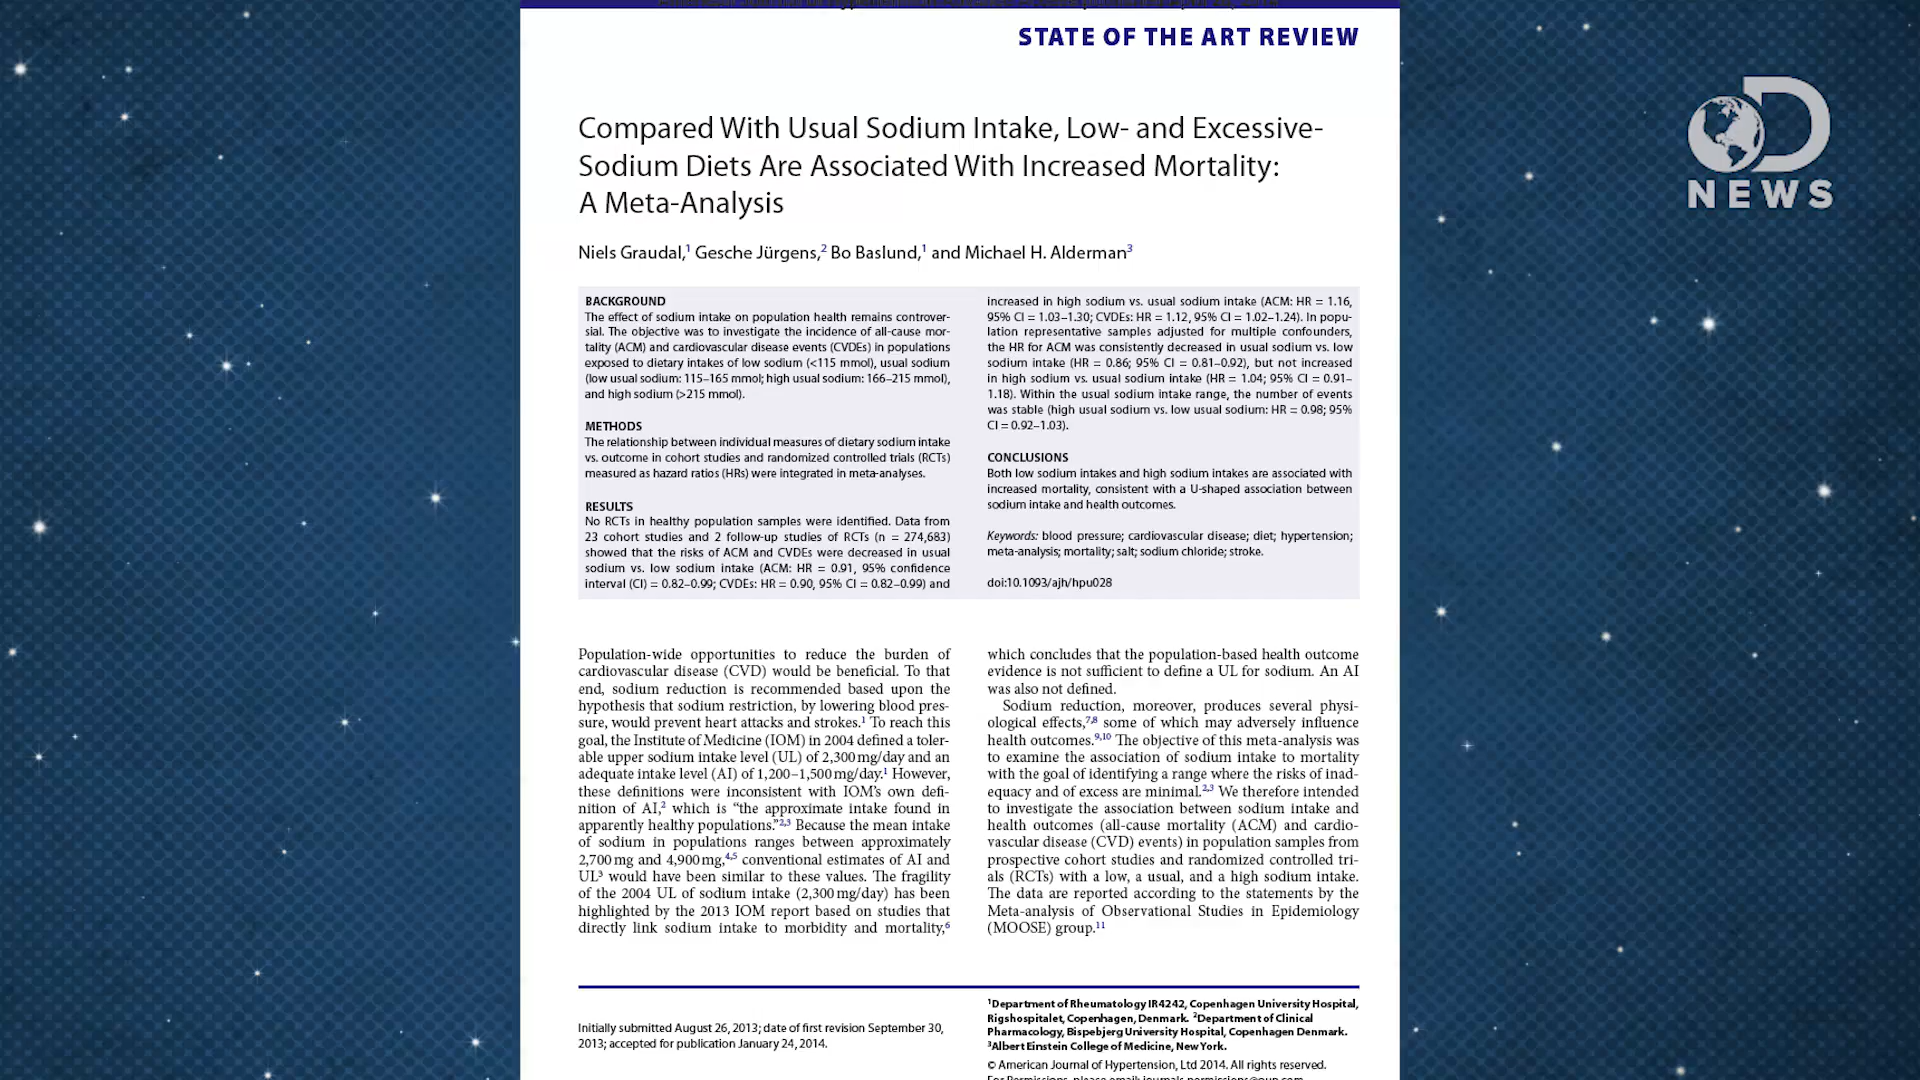 STATE OF THE ART REVIEW
NEWS
Compared With Usual Sodium Intake, Low- and Excessive-
Sodium Diets Are Associated With Increased Mortality:
A Meta-Analysis
Niels Graudal,1 Gesche Jürgens,2 Bo Baslund,1 and Michael H. Alderman3
BACKGROUND
The effect of sodium intake on population health remains controver-
sial. The objective was to investigate the incidence of all-cause mor-
tality (ACM) and cardiovascular disease events (CVDEs) in populations
exposed to dietary intakes of low sodium (<115 mmol), usual sodium
(low usual sodium: 115–165 mmol; high usual sodium: 166–215 mmol),
and high sodium (>215 mmol).
METHODS
The relationship between individual measures of dietary sodium intake
vs. outcome in cohort studies and randomized controlled trials (RCTs)
measured as hazard ratios (HRs) were integrated in meta-analyses.
RESULTS
No RCTs in healthy population samples were identified. Data from
23 cohort studies and 2 follow-up studies of RCTs (n = 274,683)
showed that the risks of ACM and CVDEs were decreased in usual
sodium vs. low sodium intake (ACM: HR = 0.91, 95% confidence
interval (CI) = 0.82–0.99; CVDEs: HR = 0.90, 95% CI = 0.82–0.99) and
increased in high sodium vs. usual sodium intake (ACM: HR = 1.16,
95% CI = 1.03–1.30; CVDEs: HR = 1.12, 95% CI = 1.02–1.24). In popu-
lation representative samples adjusted for multiple confounders,
the HR for ACM was consistently decreased in usual sodium vs. low
sodium intake (HR = 0.86; 95% CI = 0.81–0.92), but not increased
in high sodium vs. usual sodium intake (HR = 1.04; 95% CI = 0.91–
1.18). Within the usual sodium intake range, the number of events
was stable (high usual sodium vs. low usual sodium: HR = 0.98; 95%
CI = 0.92–1.03).
CONCLUSIONS
Both low sodium intakes and high sodium intakes are associated with
increased mortality, consistent with a U-shaped association between
sodium intake and health outcomes.
Keywords: blood pressure; cardiovascular disease; diet; hypertension;
meta-analysis; mortality; salt; sodium chloride; stroke.
doi:10.1093/ajh/hpu028
Population-wide opportunities to reduce the burden of
cardiovascular disease (CVD) would be beneficial. To that
end, sodium reduction is recommended based upon the
hypothesis that sodium restriction, by lowering blood pres-
sure, would prevent heart attacks and strokes.1 To reach this
goal, the Institute of Medicine (IOM) in 2004 defined a toler-
able upper sodium intake level (UL) of 2,300 mg/day and an
adequate intake level (AI) of 1,200–1,500 mg/day.1 However,
these definitions were inconsistent with IOM's own defi-
nition of AI,2 which is “the approximate intake found in
apparently healthy populations.”2,3 Because the mean intake
of sodium in populations ranges between approximately
2,700 mg and 4,900 mg,4,5 conventional estimates of AI and
UL3 would have been similar to these values. The fragility
of the 2004 UL of sodium intake (2,300 mg/day) has been
highlighted by the 2013 IOM report based on studies that
directly link sodium intake to morbidity and mortality,6
which concludes that the population-based health outcome
evidence is not sufficient to define a UL for sodium. An AI
was also not defined.
Sodium reduction, moreover, produces several physi-
ological effects,7,8 some of which may adversely influence
health outcomes.9,10 The objective of this meta-analysis was
to examine the association of sodium intake to mortality
with the goal of identifying a range where the risks of inad-
equacy and of excess are minimal.2,3 We therefore intended
to investigate the association between sodium intake and
health outcomes (all-cause mortality (ACM) and cardio-
vascular disease (CVD) events) in population samples from
prospective cohort studies and randomized controlled tri-
als (RCTs) with a low, a usual, and a high sodium intake.
The data are reported according to the statements by the
Meta-analysis of Observational Studies in Epidemiology
(MOOSE) group.11
Initially submitted August 26, 2013; date of first revision September 30,
2013; accepted for publication January 24, 2014.
1Department of Rheumatology IR4242, Copenhagen University Hospital,
Rigshospitalet, Copenhagen, Denmark. 2Department of Clinical
Pharmacology, Bispebjerg University Hospital, Copenhagen Denmark.
3Albert Einstein College of Medicine, New York.
© American Journal of Hypertension, Ltd 2014. All rights reserved.
For Permissions, please email: journals.permissions@oup.com